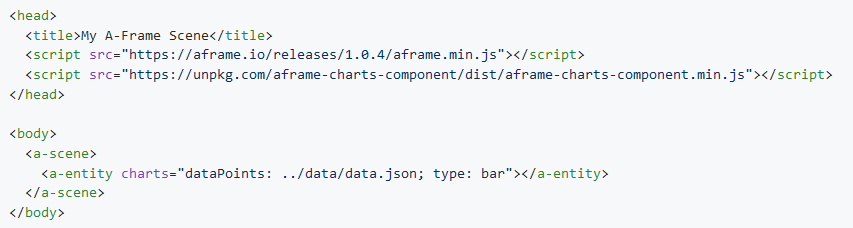 <head>
  <title>My A-Frame Scene</title>
  <script src="https://aframe.io/releases/1.0.4/aframe.min.js"></script>
  <script src="https://unpkg.com/aframe-charts-component/dist/aframe-charts-component.min.js"></script>
</head>

<body>
  <a-scene>
    <a-entity charts="dataPoints: ../data/data.json; type: bar"></a-entity>
  </a-scene>
</body>